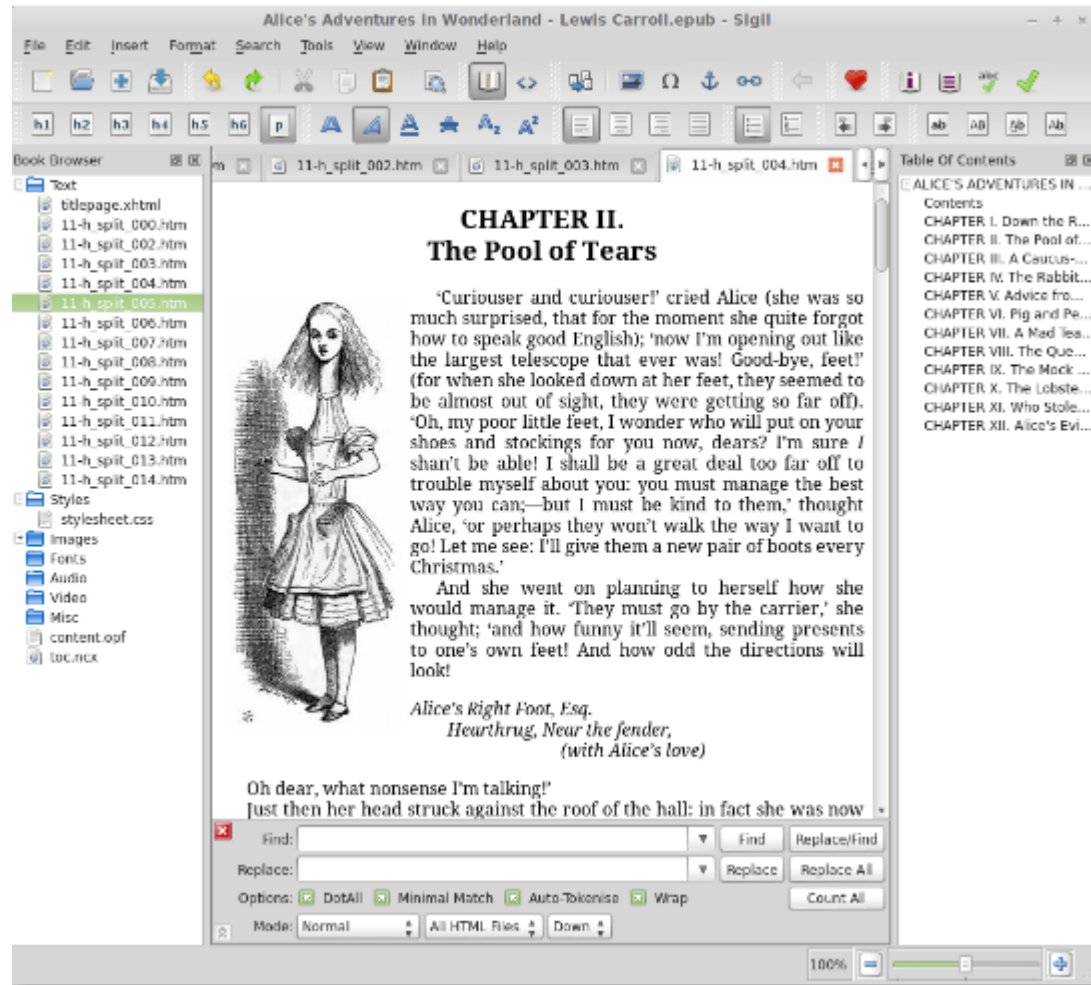 Alice's Adventures in Wonderland - Lewis Carroll.epub - Sigil
File Edit Insert Format Search Tools View Window Help
h1 h2 h3 h4 h5 h6 p A A A A A₂ A² ab AB Ab Ab
Book Browser
Text
titlepage.xhtml
11-h_split_000.htm
11-h_split_002.htm
11-h_split_003.htm
11-h_split_004.htm
11-h_split_005.htm
11-h_split_006.htm
11-h_split_007.htm
11-h_split_008.htm
11-h_split_009.htm
11-h_split_010.htm
11-h_split_011.htm
11-h_split_012.htm
11-h_split_013.htm
11-h_split_014.htm
Styles
stylesheet.css
Images
Fonts
Audio
Video
Misc
content.opf
toc.ncx
m 11-h_split_002.htm 11-h_split_003.htm 11-h_split_004.htm
CHAPTER II.
The Pool of Tears
‘Curiouser and curiouser!’ cried Alice (she was so
much surprised, that for the moment she quite forgot
how to speak good English); ‘now I’m opening out like
the largest telescope that ever was! Good-bye, feet!’
(for when she looked down at her feet, they seemed to
be almost out of sight, they were getting so far off).
‘Oh, my poor little feet, I wonder who will put on your
shoes and stockings for you now, dears? I’m sure I
shan’t be able! I shall be a great deal too far off to
trouble myself about you: you must manage the best
way you can;—but I must be kind to them,’ thought
Alice, ‘or perhaps they won’t walk the way I want to
go! Let me see: I’ll give them a new pair of boots every
Christmas.’
And she went on planning to herself how she
would manage it. ‘They must go by the carrier,’ she
thought; ‘and how funny it’ll seem, sending presents
to one’s own feet! And how odd the directions will
look!
Alice’s Right Foot, Esq.
Hearthrug, Near the fender,
(with Alice’s love)
Oh dear, what nonsense I’m talking!’
Just then her head struck against the roof of the hall: in fact she was now
Find: Find Replace/Find
Replace: Replace Replace All
Options: DotAll Minimal Match Auto-Tokenise Wrap Count All
Mode: Normal All HTML Files Down
Table Of Contents
ALICE'S ADVENTURES IN ...
Contents
CHAPTER I. Down the R...
CHAPTER II. The Pool of...
CHAPTER III. A Caucus-...
CHAPTER IV. The Rabbit...
CHAPTER V. Advice fro...
CHAPTER VI. Pig and Pe...
CHAPTER VII. A Mad Tea...
CHAPTER VIII. The Que...
CHAPTER IX. The Mock ...
CHAPTER X. The Lobste...
CHAPTER XI. Who Stole...
CHAPTER XII. Alice's Evi...
100%